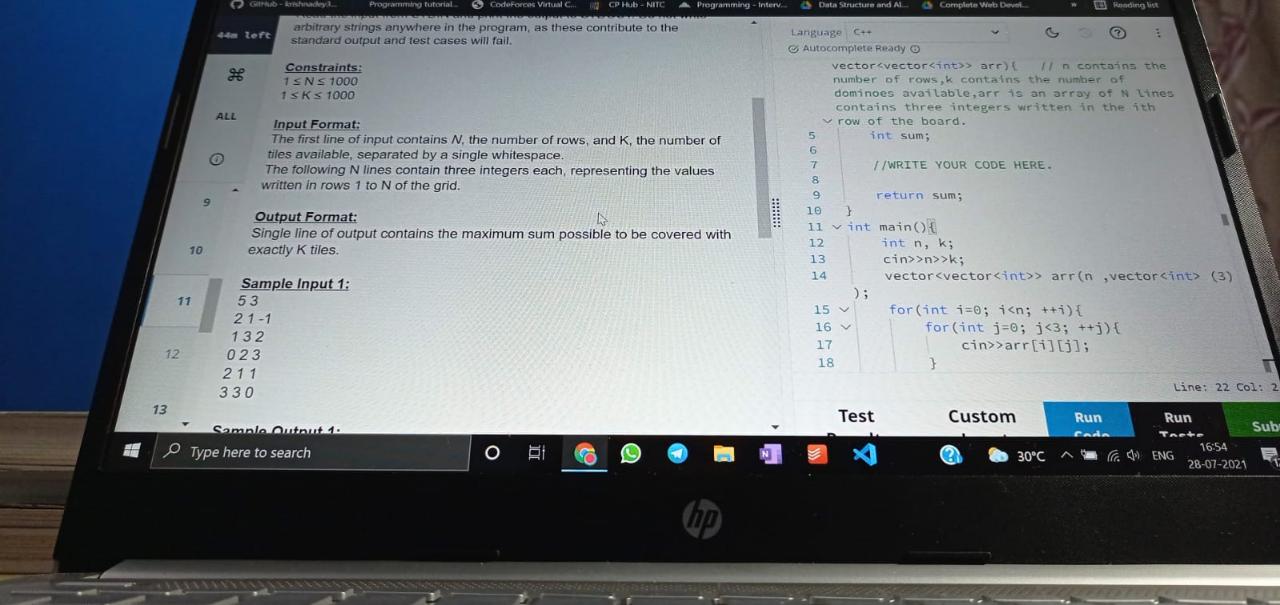 GitHub - krishnadey3...
Programming tutorial...
CodeForces Virtual C...
CP Hub - NITC
Programming - Interv...
Data Structure and Al...
Complete Web Devel...
»
Reading list
44m left
ALL
9
10
11
12
13
arbitrary strings anywhere in the program, as these contribute to the
standard output and test cases will fail.
Constraints:
1 ≤ N ≤ 1000
1 ≤ K ≤ 1000
Input Format:
The first line of input contains N, the number of rows, and K, the number of
tiles available, separated by a single whitespace.
The following N lines contain three integers each, representing the values
written in rows 1 to N of the grid.
Output Format:
Single line of output contains the maximum sum possible to be covered with
exactly K tiles.
Sample Input 1:
5 3
2 1 -1
1 3 2
0 2 3
2 1 1
3 3 0
Sample Output 1:
Language C++
Autocomplete Ready
vector<vector<int>> arr){ // n contains the
number of rows,k contains the number of
dominoes available,arr is an array of N lines
contains three integers written in the ith
row of the board.
5 int sum;
6
7 //WRITE YOUR CODE HERE.
8
9 return sum;
10 }
11 int main(){
12 int n, k;
13 cin>>n>>k;
14 vector<vector<int>> arr(n ,vector<int> (3)
);
15 for(int i=0; i<n; ++i){
16 for(int j=0; j<3; ++j){
17 cin>>arr[i][j];
18 }
Line: 22 Col: 2
Test
Custom
Run
Code
Run
Tests
Type here to search
30°C
ENG
16:54
28-07-2021
hp